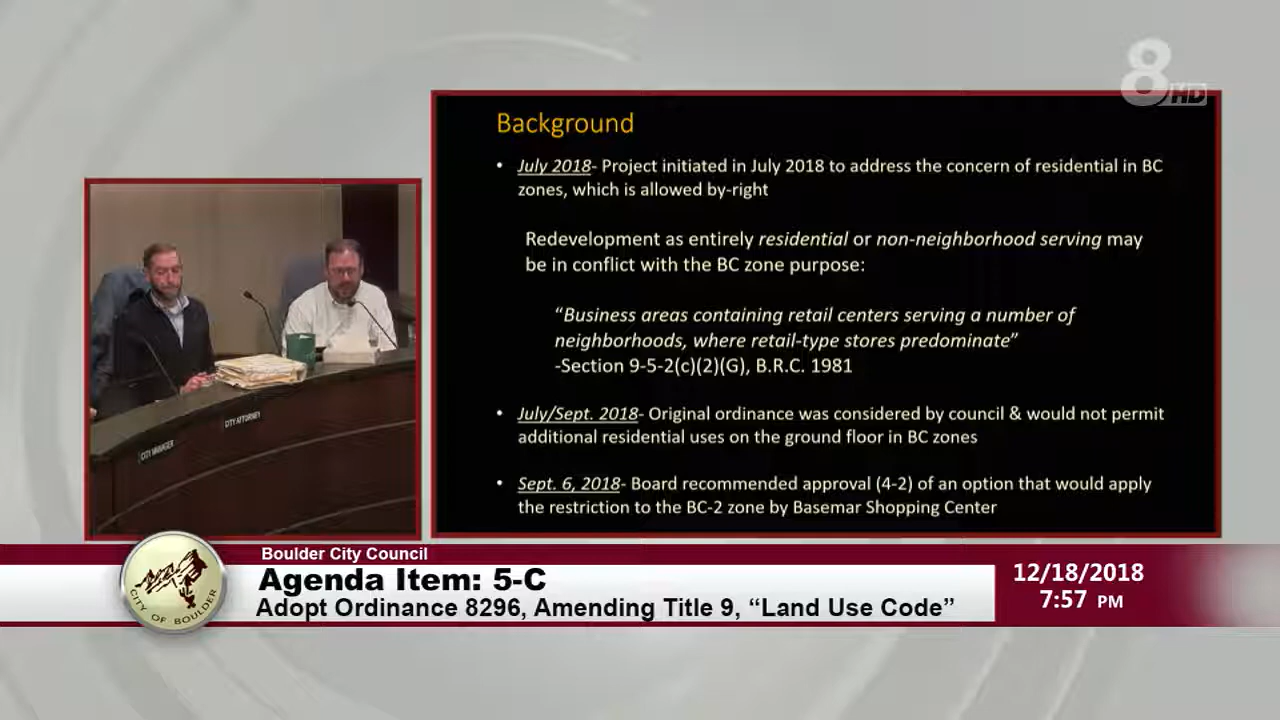 8
HD
Background
• July 2018- Project initiated in July 2018 to address the concern of residential in BC
zones, which is allowed by-right
Redevelopment as entirely residential or non-neighborhood serving may
be in conflict with the BC zone purpose:
“Business areas containing retail centers serving a number of
neighborhoods, where retail-type stores predominate”
-Section 9-5-2(c)(2)(G), B.R.C. 1981
• July/Sept. 2018- Original ordinance was considered by council & would not permit
additional residential uses on the ground floor in BC zones
• Sept. 6, 2018- Board recommended approval (4-2) of an option that would apply
the restriction to the BC-2 zone by Basemar Shopping Center
CITY MANAGER
CITY ATTORNEY
CITY OF BOULDER
Boulder City Council
Agenda Item: 5-C
Adopt Ordinance 8296, Amending Title 9, “Land Use Code”
12/18/2018
7:57 PM